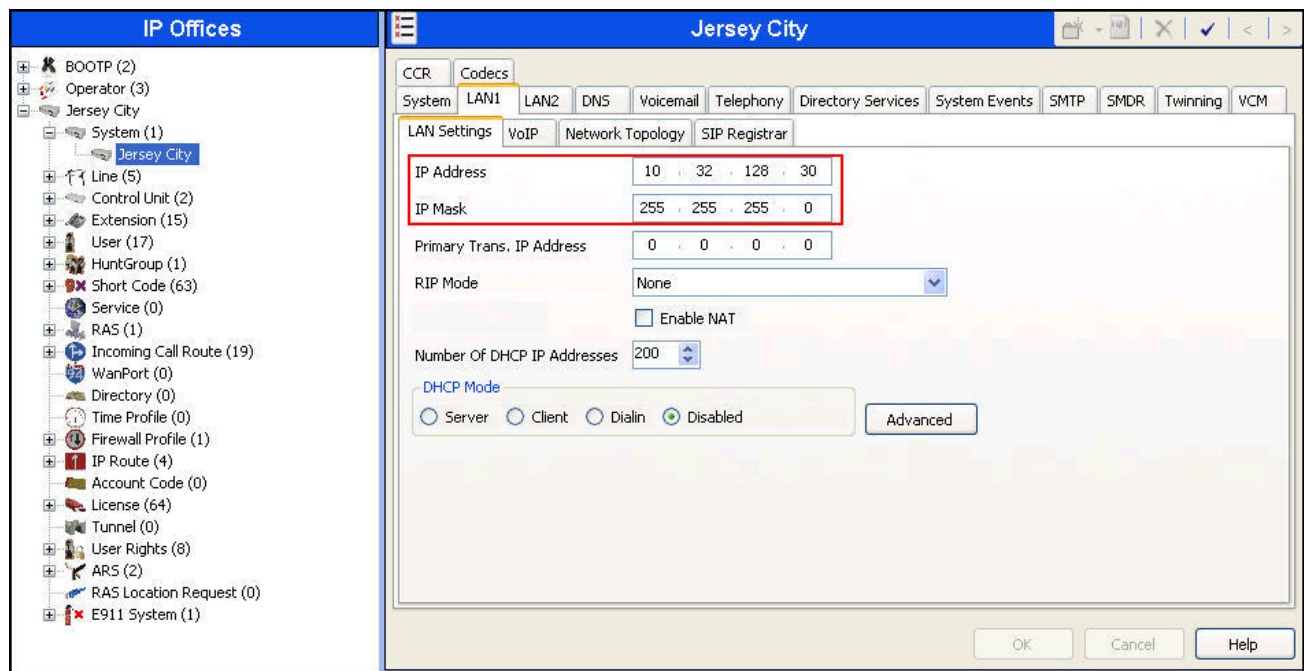 IP Offices
BOOTP (2)
Operator (3)
Jersey City
System (1)
Jersey City
Line (5)
Control Unit (2)
Extension (15)
User (17)
HuntGroup (1)
Short Code (63)
Service (0)
RAS (1)
Incoming Call Route (19)
WanPort (0)
Directory (0)
Time Profile (0)
Firewall Profile (1)
IP Route (4)
Account Code (0)
License (64)
Tunnel (0)
User Rights (8)
ARS (2)
RAS Location Request (0)
E911 System (1)
Jersey City
CCR Codecs
System LAN1 LAN2 DNS Voicemail Telephony Directory Services System Events SMTP SMDR Twinning VCM
LAN Settings VoIP Network Topology SIP Registrar
IP Address 10 . 32 . 128 . 30
IP Mask 255 . 255 . 255 . 0
Primary Trans. IP Address 0 . 0 . 0 . 0
RIP Mode None
Enable NAT
Number Of DHCP IP Addresses 200
DHCP Mode
Server Client Dialin Disabled Advanced
OK Cancel Help